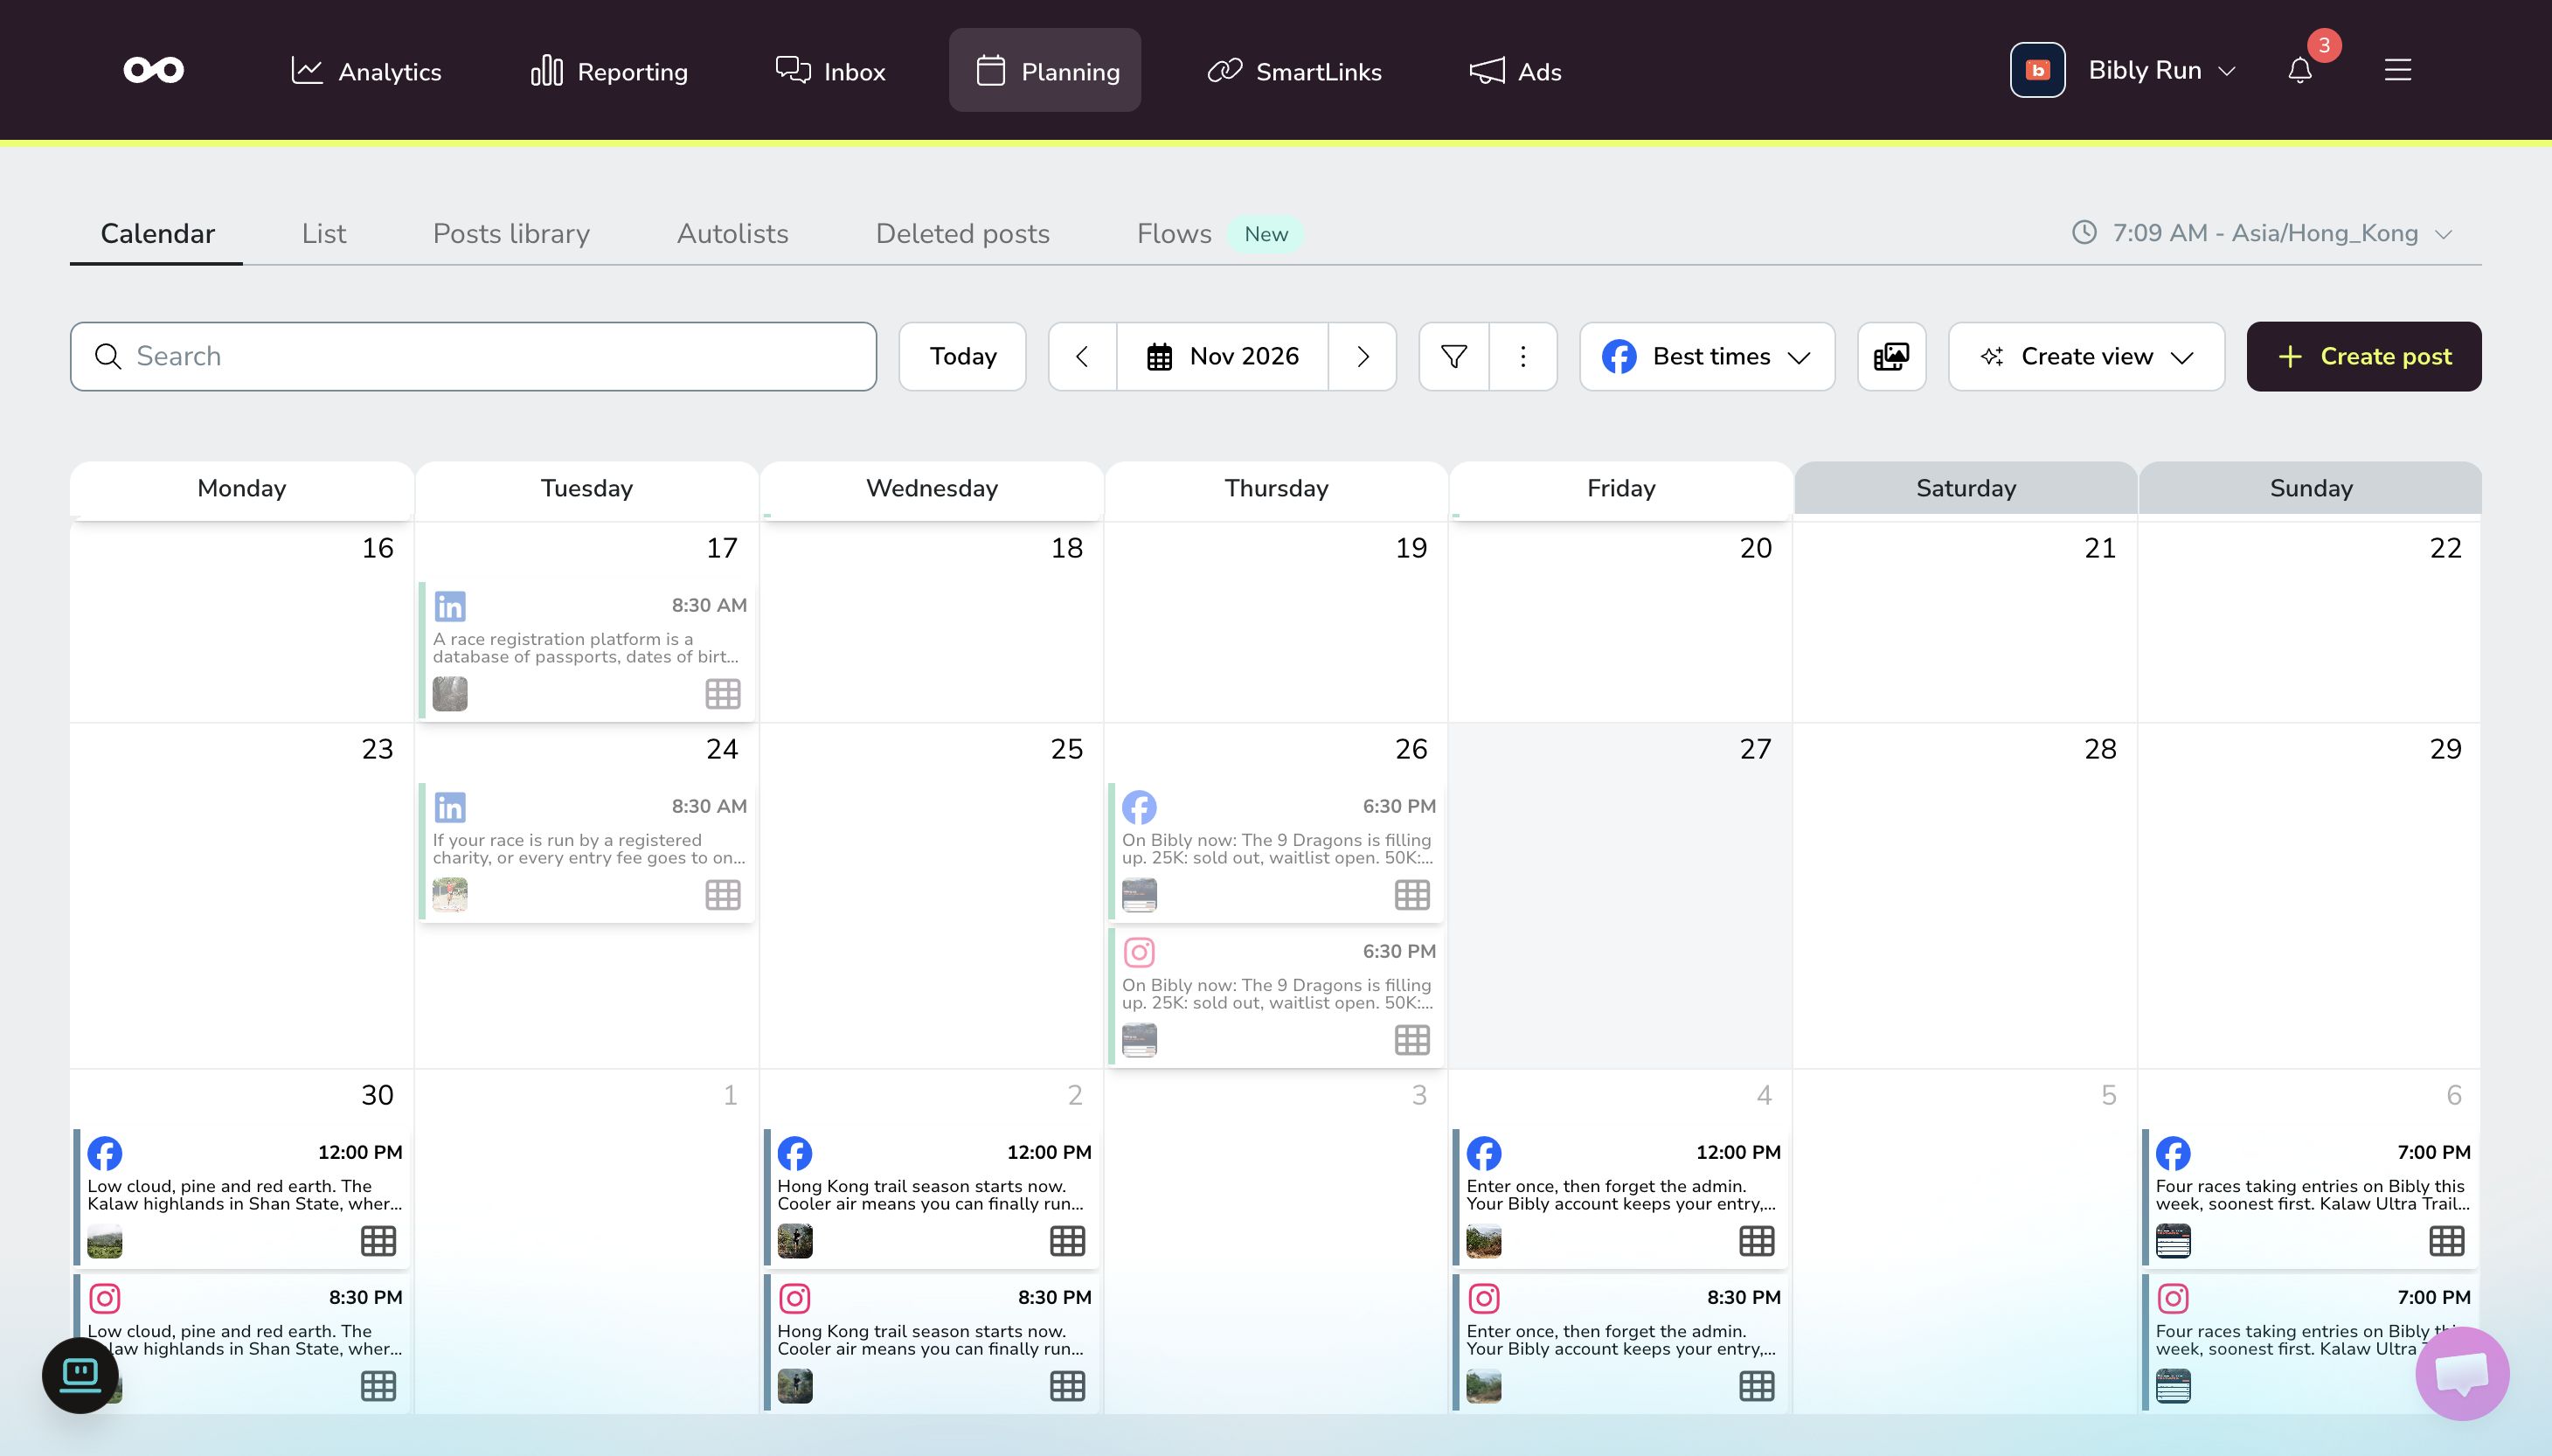 Analytics
Reporting
Inbox
Planning
SmartLinks
Ads
b
Bibly Run
3
Calendar
List
Posts library
Autolists
Deleted posts
Flows
New
7:09 AM - Asia/Hong_Kong
Search
Today
Nov 2026
Best times
Create view
Create post
Monday
Tuesday
Wednesday
Thursday
Friday
Saturday
Sunday
16
17
18
19
20
21
22
in
8:30 AM
A race registration platform is a
database of passports, dates of birt...
23
24
25
26
27
28
29
in
8:30 AM
If your race is run by a registered
charity, or every entry fee goes to on...
6:30 PM
On Bibly now: The 9 Dragons is filling
up. 25K: sold out, waitlist open. 50K:...
6:30 PM
On Bibly now: The 9 Dragons is filling
up. 25K: sold out, waitlist open. 50K:...
30
1
2
3
4
5
6
12:00 PM
Low cloud, pine and red earth. The
Kalaw highlands in Shan State, wher...
8:30 PM
Low cloud, pine and red earth. The
law highlands in Shan State, wher...
12:00 PM
Hong Kong trail season starts now.
Cooler air means you can finally run...
8:30 PM
Hong Kong trail season starts now.
Cooler air means you can finally run...
12:00 PM
Enter once, then forget the admin.
Your Bibly account keeps your entry,...
8:30 PM
Enter once, then forget the admin.
Your Bibly account keeps your entry,...
7:00 PM
Four races taking entries on Bibly this
week, soonest first. Kalaw Ultra Trail...
7:00 PM
Four races taking entries on Bibly
week, soonest first. Kalaw Ultra